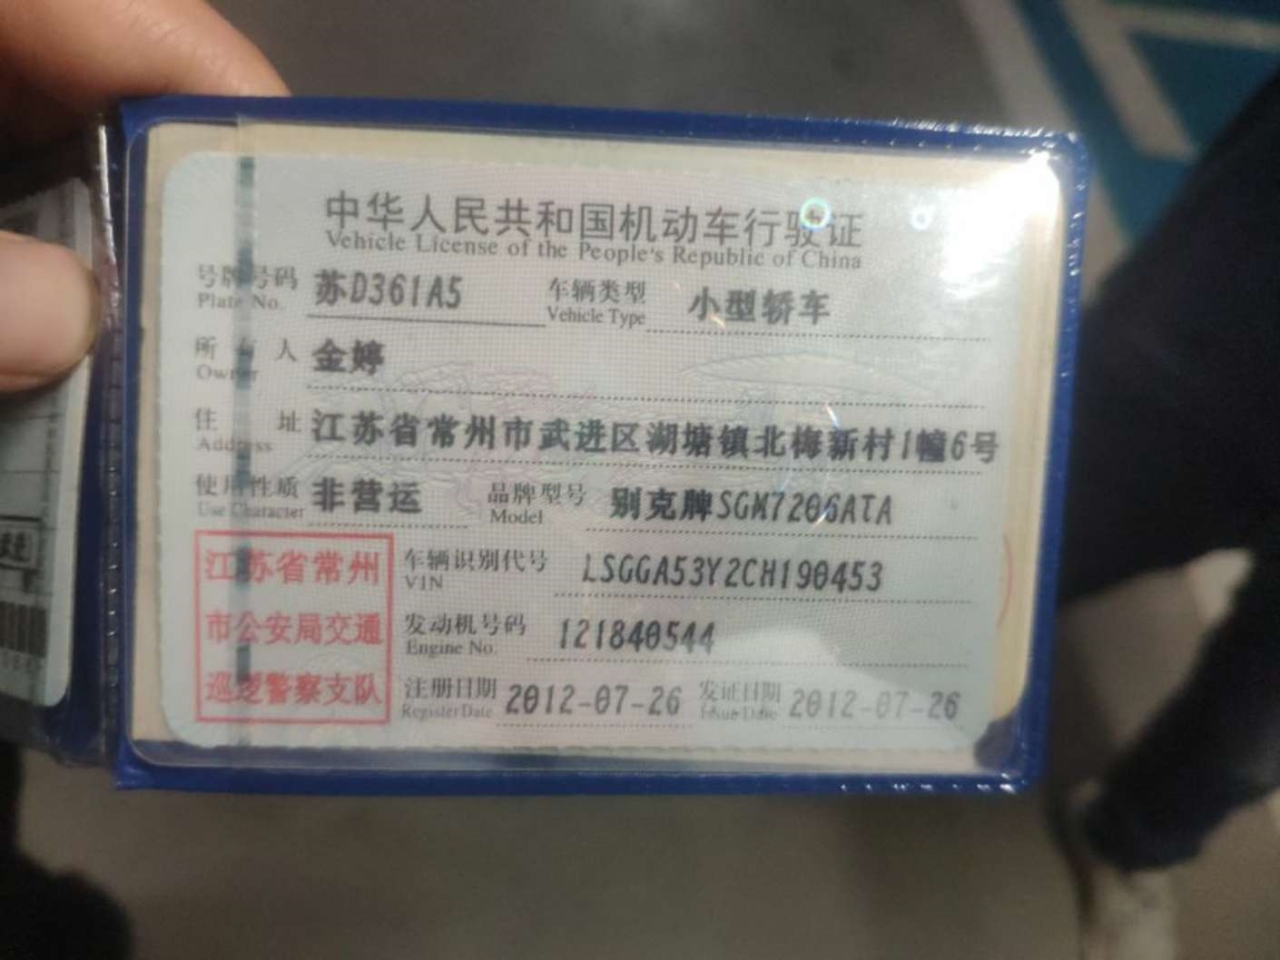 中华人民共和国机动车行驶证
Vehicle License of the People's Republic of China
号牌号码 苏D361A5 车辆类型 小型轿车
Plate No. Vehicle Type
所有人 金婷
Owner
住址 江苏省常州市武进区湖塘镇北梅新村1幢6号
Address
使用性质 非营运 品牌型号 别克牌SGM7206ATA
Use Character Model
江苏省常州
市公安局交通
巡逻警察支队
车辆识别代号 LSGGA53Y2CH190453
VIN
发动机号码 121840544
Engine No.
注册日期 2012-07-26 发证日期 2012-07-26
Register Date Issue Date